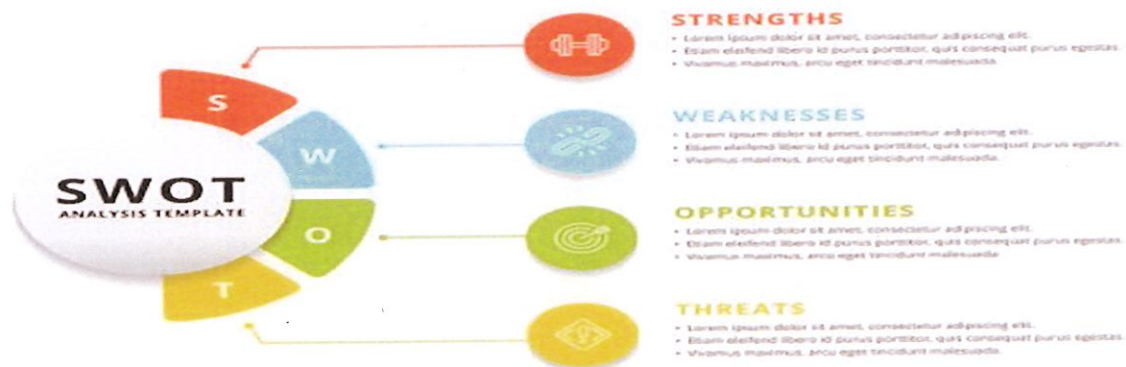 SWOT
ANALYSIS TEMPLATE
S
W
O
T
STRENGTHS
• Lorem ipsum dolor sit amet, consectetur adipiscing elit.
• Etiam eleifend libero id purus porttitor, quis consequat purus egestas.
• Vivamus maximus, arcu eget tincidunt malesuada.
WEAKNESSES
• Lorem ipsum dolor sit amet, consectetur adipiscing elit.
• Etiam eleifend libero id purus porttitor, quis consequat purus egestas.
• Vivamus maximus, arcu eget tincidunt malesuada.
OPPORTUNITIES
• Lorem ipsum dolor sit amet, consectetur adipiscing elit.
• Etiam eleifend libero id purus porttitor, quis consequat purus egestas.
• Vivamus maximus, arcu eget tincidunt malesuada
THREATS
• Lorem ipsum dolor sit amet, consectetur adipiscing elit.
• Etiam eleifend libero id purus porttitor, quis consequat purus egestas.
• Vivamus maximus, arcu eget tincidunt malesuada.